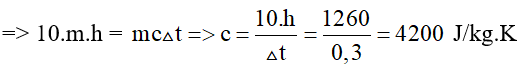 => 10.m.h = mc△t => c = 10.h / △t = 1260 / 0,3 = 4200 J/kg.K